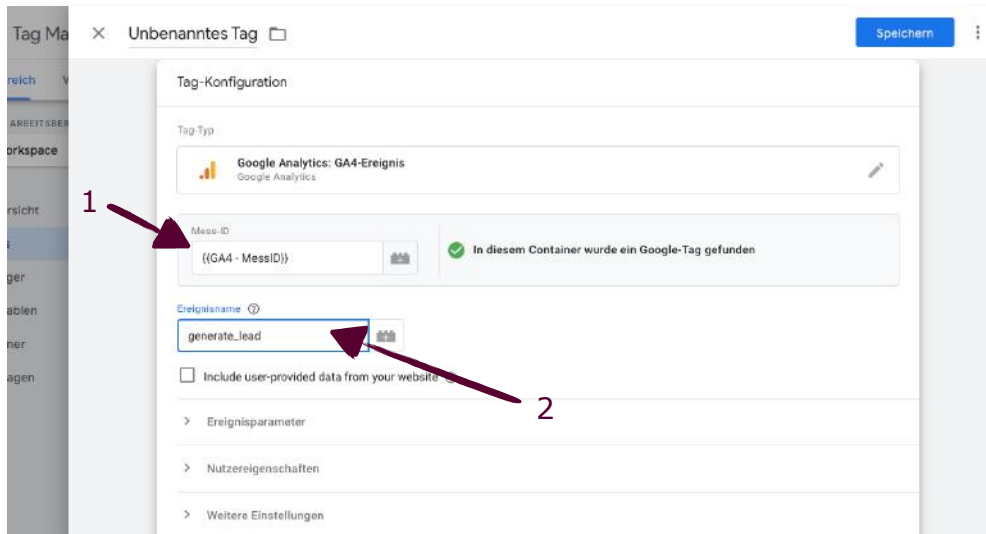 Tag Ma
Unbenanntes Tag
Speichern
reich
V
Tag-Konfiguration
ARBEITSBER
Tag-Typ
orkspace
Google Analytics: GA4-Ereignis
Google Analytics
1
rsicht
Mess-ID
{{GA4 - MessID}}
In diesem Container wurde ein Google-Tag gefunden
s
ger
Ereignisname
ablen
generate_lead
ner
Include user-provided data from your website
agen
2
Ereignisparameter
Nutzereigenschaften
Weitere Einstellungen